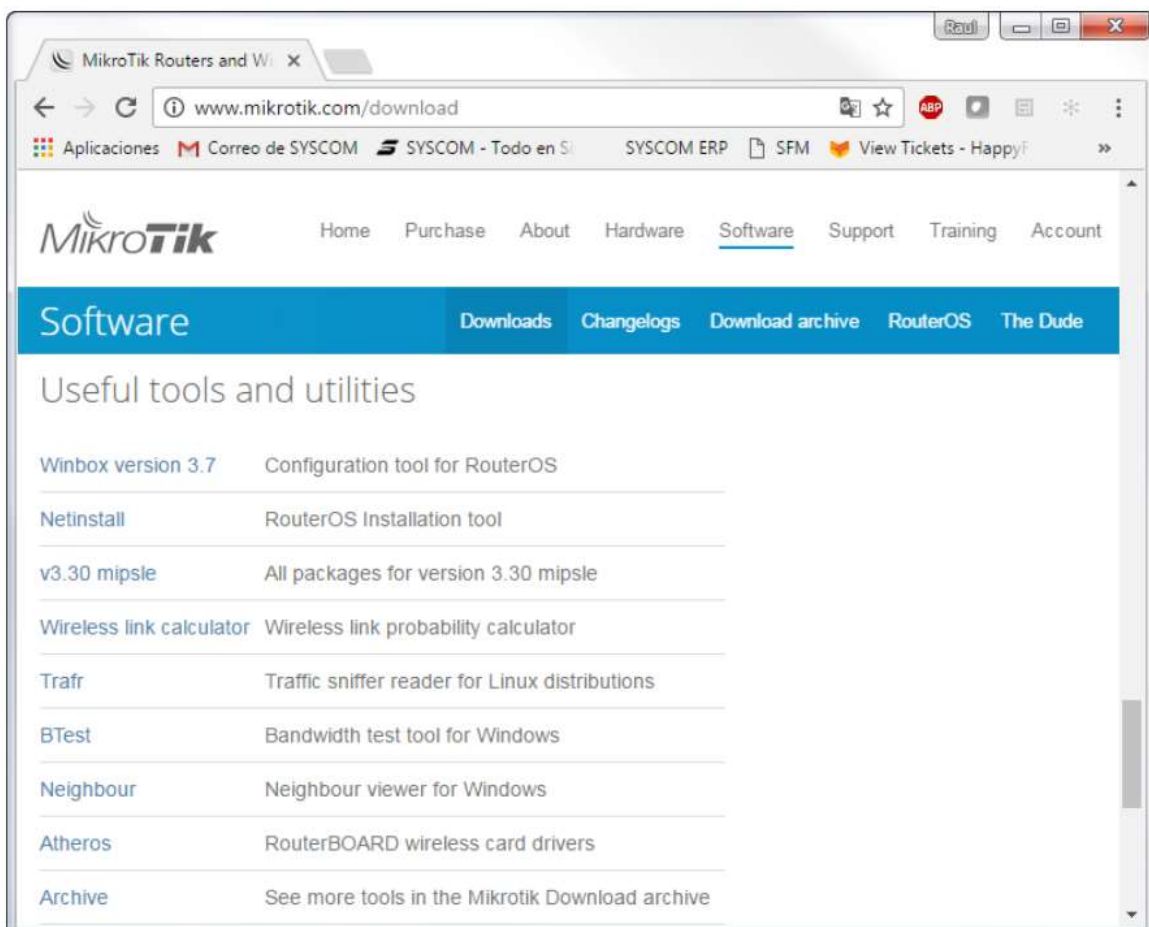 Raul
MikroTik Routers and Wi
www.mikrotik.com/download
ABP
Aplicaciones Correo de SYSCOM SYSCOM - Todo en Si SYSCOM ERP SFM View Tickets - HappyF »
MikroTik Home Purchase About Hardware Software Support Training Account
Software Downloads Changelogs Download archive RouterOS The Dude
Useful tools and utilities
Winbox version 3.7 Configuration tool for RouterOS
Netinstall RouterOS Installation tool
v3.30 mipsle All packages for version 3.30 mipsle
Wireless link calculator Wireless link probability calculator
Trafr Traffic sniffer reader for Linux distributions
BTest Bandwidth test tool for Windows
Neighbour Neighbour viewer for Windows
Atheros RouterBOARD wireless card drivers
Archive See more tools in the Mikrotik Download archive